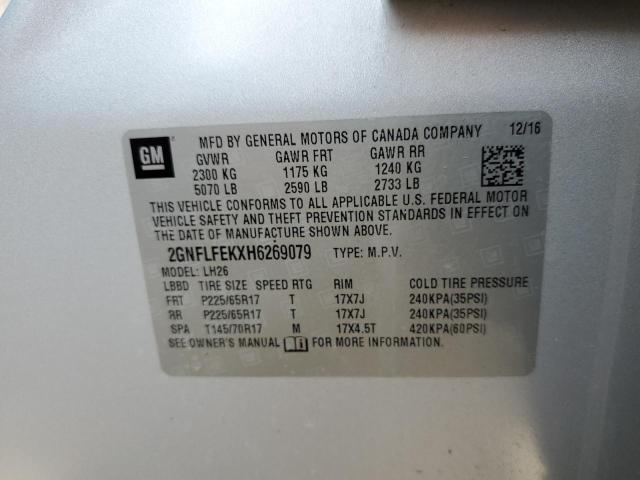 GM
MFD BY GENERAL MOTORS OF CANADA COMPANY 12/16
GVWR GAWR FRT GAWR RR
2300 KG 1175 KG 1240 KG
5070 LB 2590 LB 2733 LB
THIS VEHICLE CONFORMS TO ALL APPLICABLE U.S. FEDERAL MOTOR
VEHICLE SAFETY AND THEFT PREVENTION STANDARDS IN EFFECT ON
THE DATE OF MANUFACTURE SHOWN ABOVE.
2GNFLFEKXH6269079 TYPE: M.P.V.
MODEL: LH26
LBBD TIRE SIZE SPEED RTG RIM COLD TIRE PRESSURE
FRT P225/65R17 T 17X7J 240KPA(35PSI)
RR P225/65R17 T 17X7J 240KPA(35PSI)
SPA T145/70R17 M 17X4.5T 420KPA(60PSI)
SEE OWNER'S MANUAL FOR MORE INFORMATION.